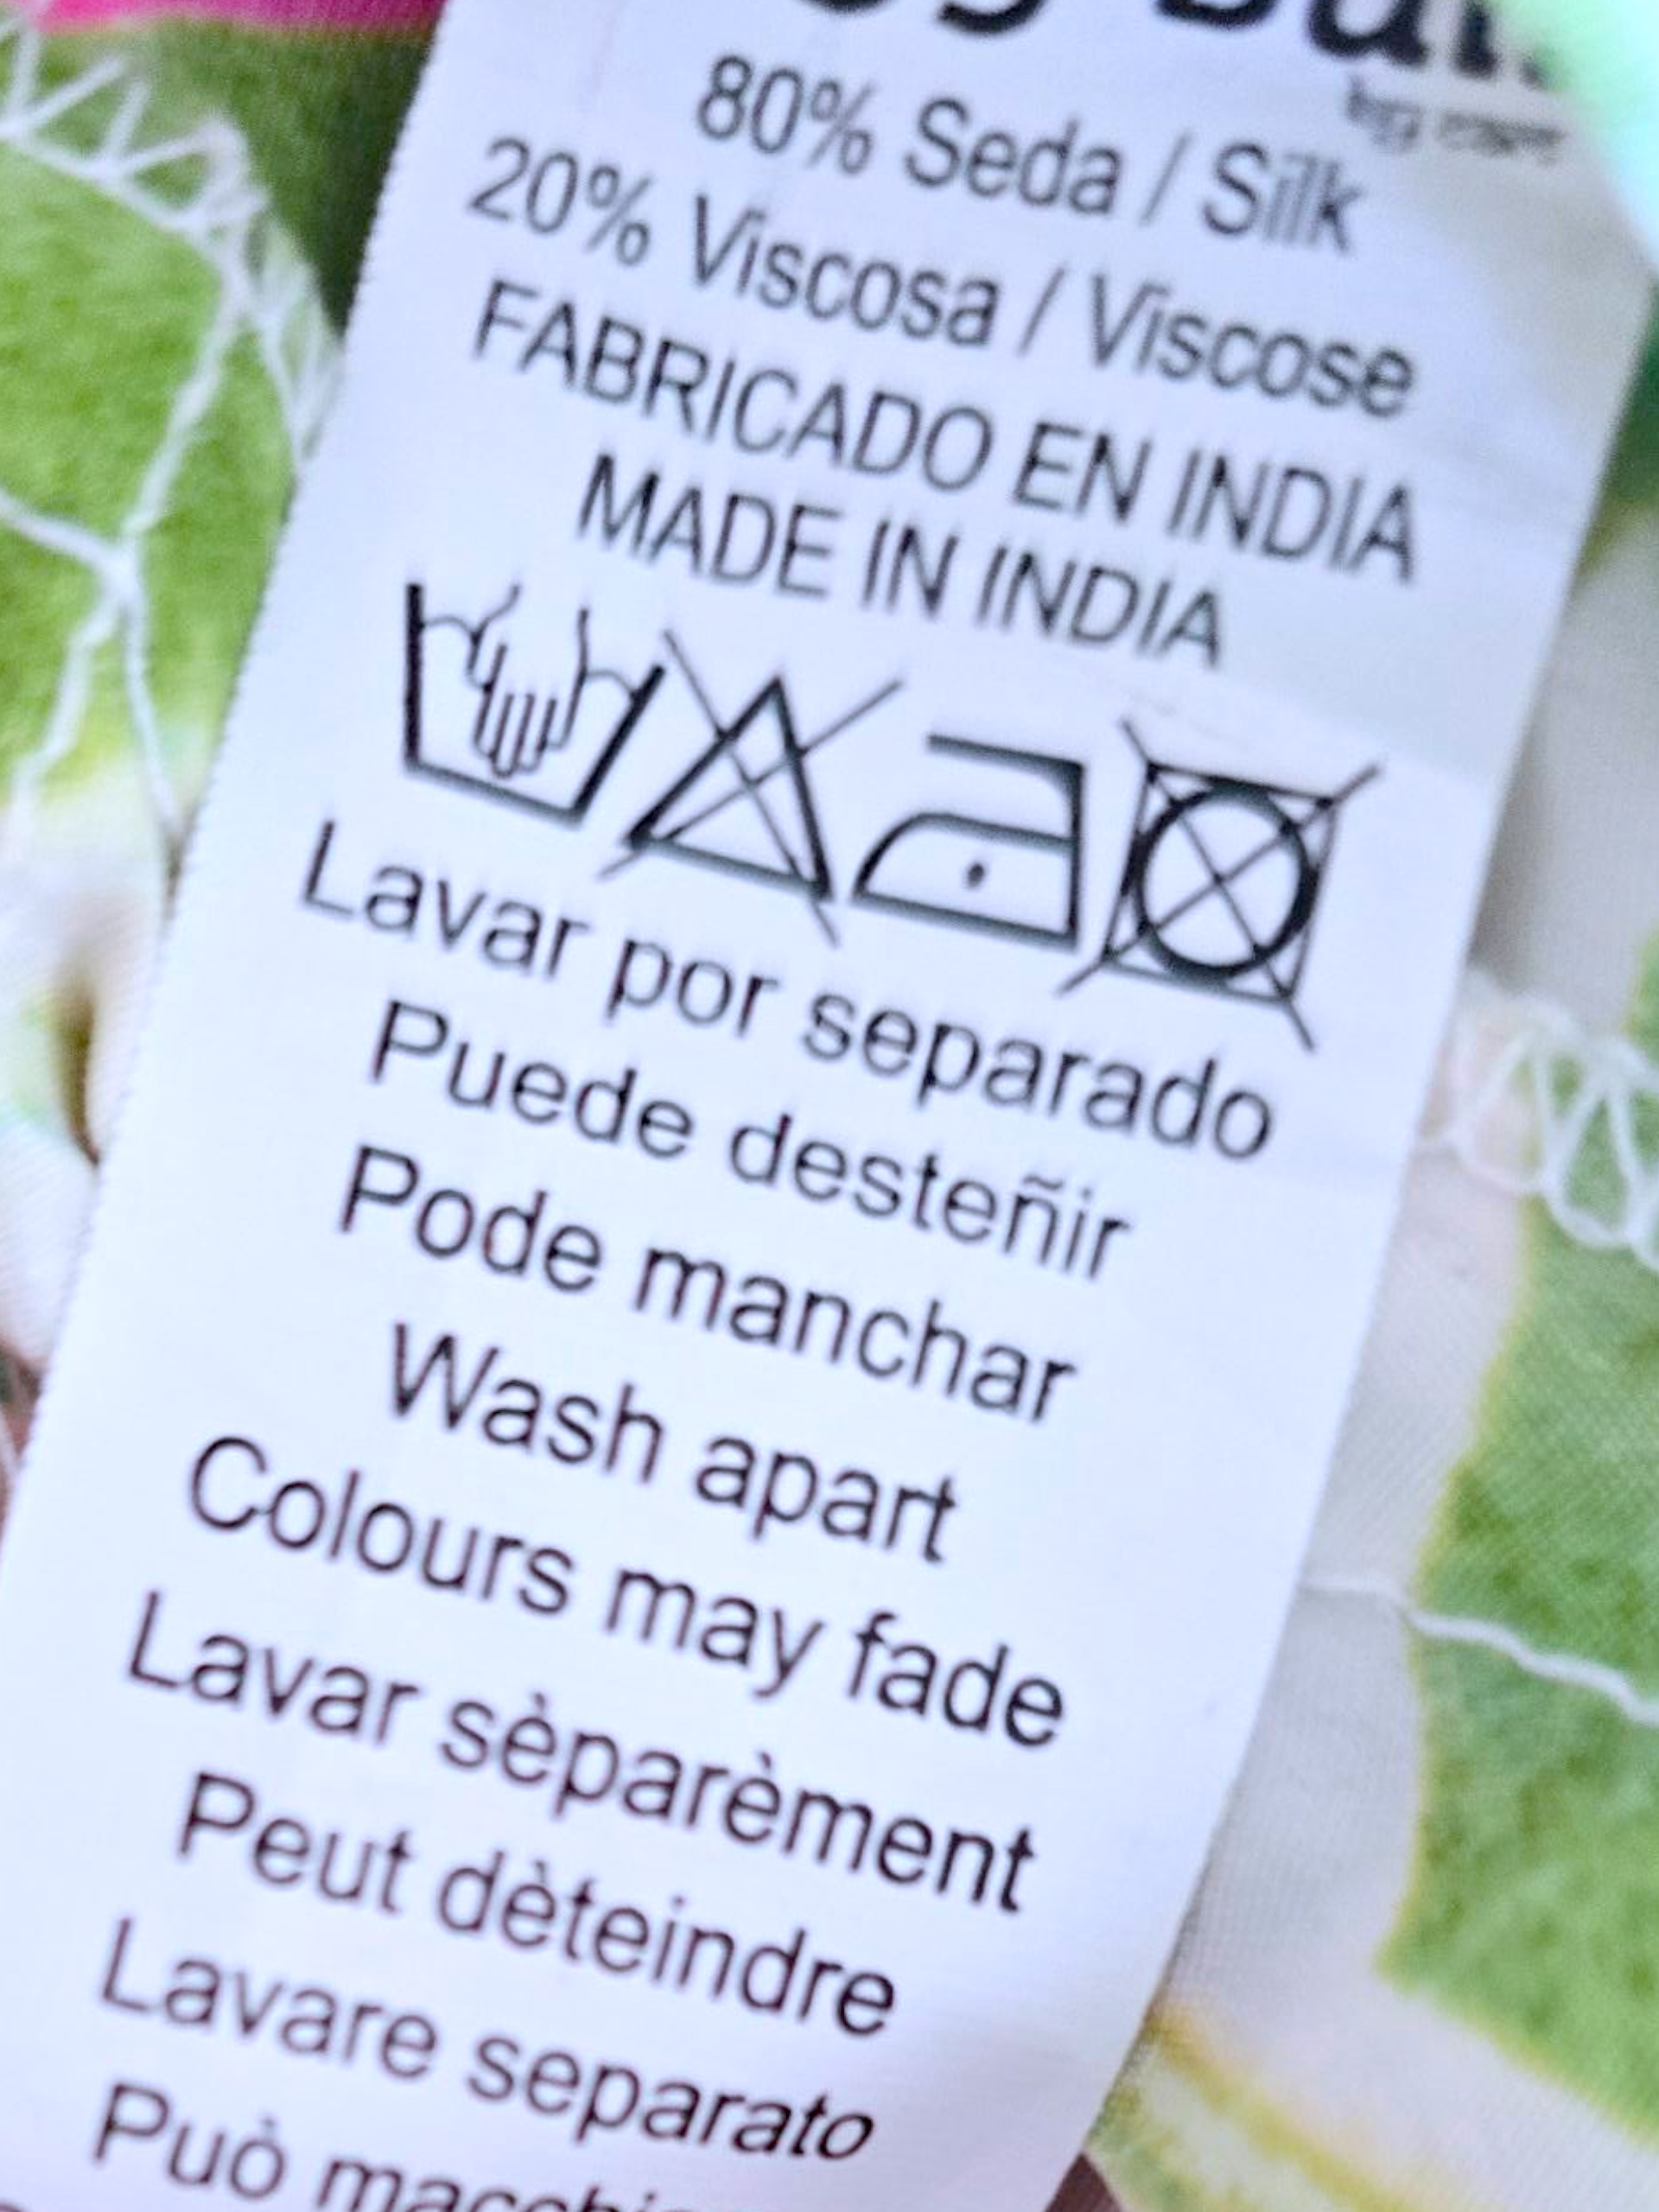 80% Seda / Silk
20% Viscosa / Viscose
FABRICADO EN INDIA
MADE IN INDIA
Lavar por separado
Puede desteñir
Pode manchar
Wash apart
Colours may fade
Lavar sèparèment
Peut dèteindre
Lavare separato
Può